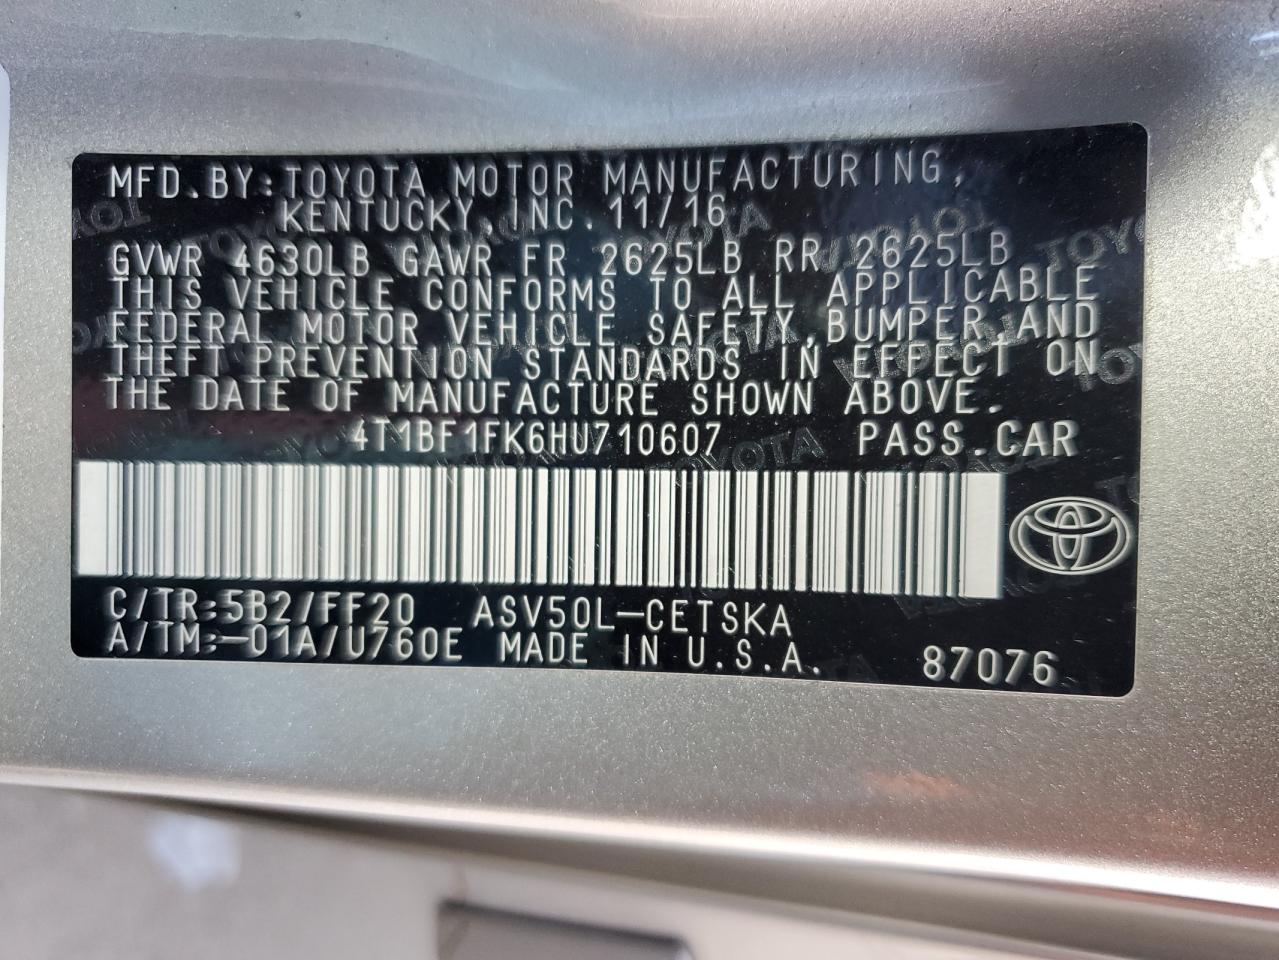 MFD.BY:TOYOTA MOTOR MANUFACTURING,
KENTUCKY,INC.11/16
GVWR 4630LB GAWR FR 2625LB RR 2625LB
THIS VEHICLE CONFORMS TO ALL APPLICABLE
FEDERAL MOTOR VEHICLE SAFETY,BUMPER,AND
THEFT PREVENTION STANDARDS IN EFFECT ON
THE DATE OF MANUFACTURE SHOWN ABOVE.
4T1BF1FK6HU710607 PASS.CAR
C/TR:5B2/FF20 ASV50L-CETSKA
A/TM:-01A/U760E MADE IN U.S.A. 87076